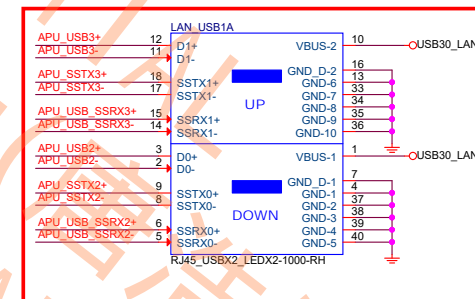 LAN_USB1A
APU_USB3+ 12 D1+ VBUS-2 10 USB30_LAN
APU_USB3- 11 D1-
GND_D-2 16
APU_SSTX3+ 18 SSTX1+ GND-6 13
APU_SSTX3- 17 SSTX1- GND-7 33
GND-8 34
APU_USB_SSRX3+ 15 SSRX1+ UP GND-9 35
APU_USB_SSRX3- 14 SSRX1- GND-10 36
APU_USB2+ 3 D0+ VBUS-1 1 USB30_LAN
APU_USB2- 2 D0-
GND_D-1 7
APU_SSTX2+ 9 SSTX0+ GND-1 4
APU_SSTX2- 8 SSTX0- GND-2 37
DOWN GND-3 38
APU_USB_SSRX2+ 6 SSRX0+ GND-4 39
APU_USB_SSRX2- 5 SSRX0- GND-5 40
RJ45_USBX2_LEDX2-1000-RH